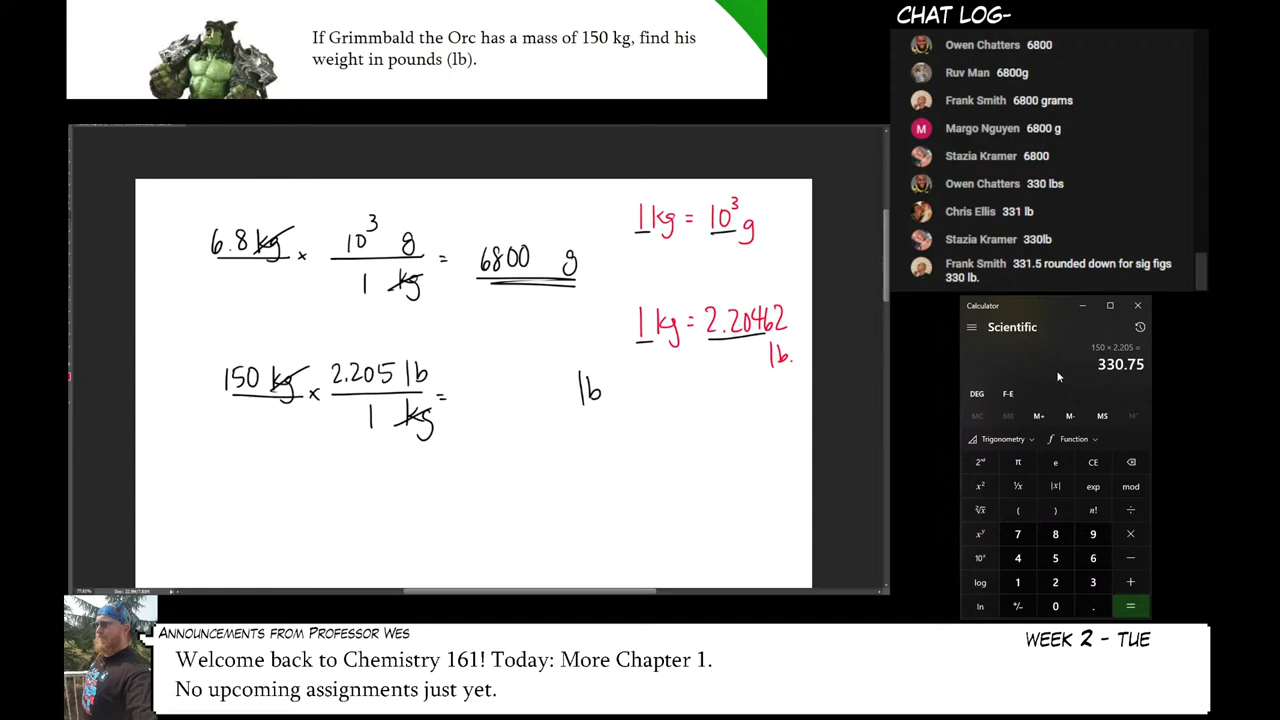 If Grimmbald the Orc has a mass of 150 kg, find his
weight in pounds (lb).
CHAT LOG-
Owen Chatters 6800
Ruv Man 6800g
Frank Smith 6800 grams
M Margo Nguyen 6800 g
Stazia Kramer 6800
Owen Chatters 330 lbs
Chris Ellis 331 lb
Stazia Kramer 330lb
Frank Smith 331.5 rounded down for sig figs
330 lb.
6.8 kg × 10³ g / 1 kg = 6800 g
1 kg = 10³ g
1 kg = 2.20462
lb.
150 kg × 2.205 lb / 1 kg = lb
Calculator
Scientific
150 × 2.205 =
330.75
DEG F-E
MC MR M+ M- MS M˅
Trigonometry Function
2ⁿᵈ π e CE
x² ¹/x |x| exp mod
²√x ( ) n! ÷
xʸ 7 8 9 ×
10ˣ 4 5 6 −
log 1 2 3 +
ln +/- 0 . =
ANNOUNCEMENTS FROM PROFESSOR WES
WEEK 2 - TUE
Welcome back to Chemistry 161! Today: More Chapter 1.
No upcoming assignments just yet.